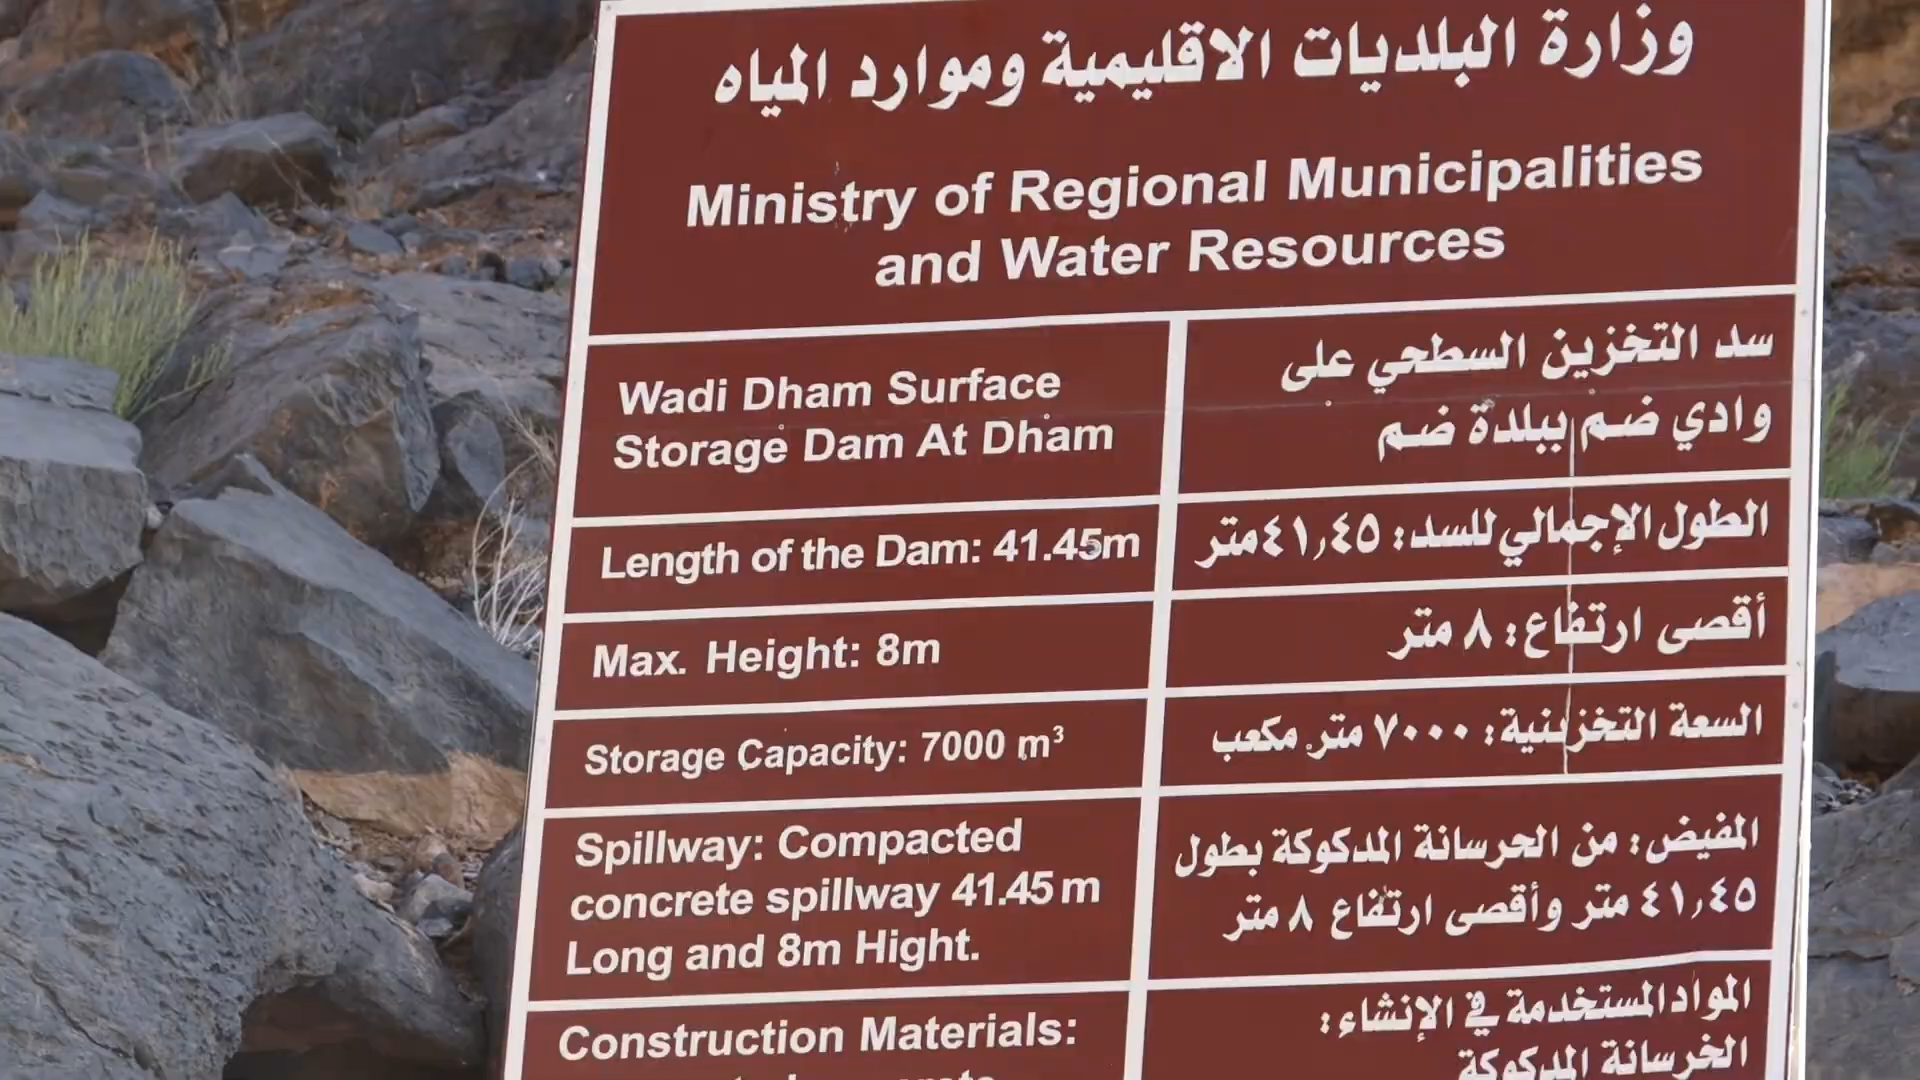 وزارة البلديات الاقليمية وموارد المياه
Ministry of Regional Municipalities
and Water Resources
Wadi Dham Surface
Storage Dam At Dham
سد التخزين السطحي على
وادي ضم ببلدة ضم
Length of the Dam: 41.45m
الطول الإجمالي للسد: ٤١,٤٥متر
Max. Height: 8m
أقصى ارتفاع: ٨ متر
Storage Capacity: 7000 m³
السعة التخزينية: ٧٠٠٠ متر مكعب
Spillway: Compacted
concrete spillway 41.45 m
Long and 8m Hight.
المفيض: من الحرسانة المدكوكة بطول
٤١,٤٥ متر وأقصى ارتفاع ٨ متر
Construction Materials:
المواد المستخدمة في الإنشاء:
الخرسانة المدكوكة